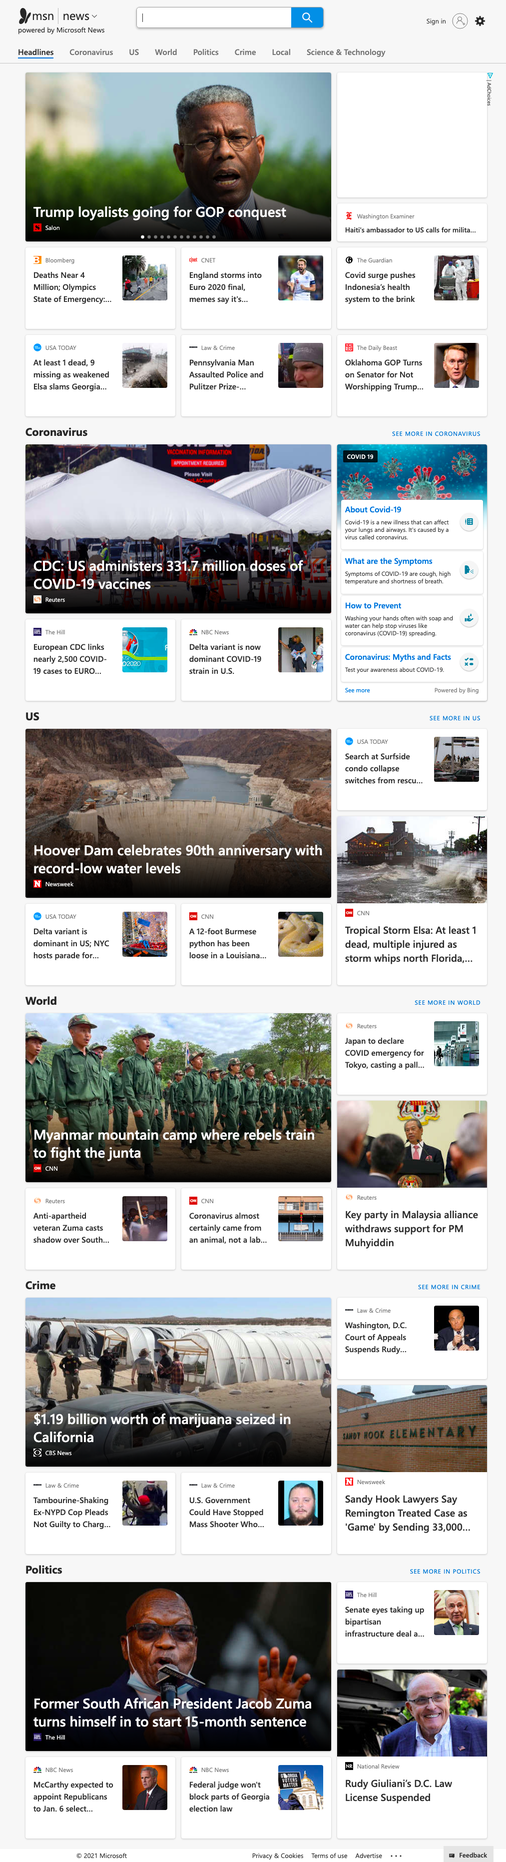 msn | news
powered by Microsoft News
Sign in
Headlines
Coronavirus
US
World
Politics
Crime
Local
Science & Technology
AdChoices
Trump loyalists going for GOP conquest
Salon
Washington Examiner
Haiti's ambassador to US calls for milita...
Bloomberg
Deaths Near 4
Million; Olympics
State of Emergency:...
CNET
England storms into
Euro 2020 final,
memes say it's...
The Guardian
Covid surge pushes
Indonesia's health
system to the brink
USA TODAY
At least 1 dead, 9
missing as weakened
Elsa slams Georgia...
Law & Crime
Pennsylvania Man
Assaulted Police and
Pulitzer Prize-...
The Daily Beast
Oklahoma GOP Turns
on Senator for Not
Worshipping Trump...
Coronavirus
SEE MORE IN CORONAVIRUS
VACCINATION INFORMATION
APPOINTMENT REQUIRED
Please Visit
CDC: US administers 331.7 million doses of
COVID-19 vaccines
Reuters
COVID 19
About Covid-19
Covid-19 is a new illness that can affect
your lungs and airways. It's caused by a
virus called coronavirus.
What are the Symptoms
Symptoms of COVID-19 are cough, high
temperature and shortness of breath.
How to Prevent
Washing your hands often with soap and
water can help stop viruses like
coronavirus (COVID-19) spreading.
Coronavirus: Myths and Facts
Test your awareness about COVID-19.
See more
Powered by Bing
The Hill
European CDC links
nearly 2,500 COVID-
19 cases to EURO...
NBC News
Delta variant is now
dominant COVID-19
strain in U.S.
US
SEE MORE IN US
Hoover Dam celebrates 90th anniversary with
record-low water levels
Newsweek
USA TODAY
Search at Surfside
condo collapse
switches from rescu...
CNN
Tropical Storm Elsa: At least 1
dead, multiple injured as
storm whips north Florida,...
USA TODAY
Delta variant is
dominant in US; NYC
hosts parade for...
CNN
A 12-foot Burmese
python has been
loose in a Louisiana...
World
SEE MORE IN WORLD
Myanmar mountain camp where rebels train
to fight the junta
CNN
Reuters
Japan to declare
COVID emergency for
Tokyo, casting a pall...
Reuters
Key party in Malaysia alliance
withdraws support for PM
Muhyiddin
Reuters
Anti-apartheid
veteran Zuma casts
shadow over South...
CNN
Coronavirus almost
certainly came from
an animal, not a lab...
Crime
SEE MORE IN CRIME
$1.19 billion worth of marijuana seized in
California
CBS News
Law & Crime
Washington, D.C.
Court of Appeals
Suspends Rudy...
SANDY HOOK ELEMENTARY
Newsweek
Sandy Hook Lawyers Say
Remington Treated Case as
'Game' by Sending 33,000...
Law & Crime
Tambourine-Shaking
Ex-NYPD Cop Pleads
Not Guilty to Charg...
Law & Crime
U.S. Government
Could Have Stopped
Mass Shooter Who...
Politics
SEE MORE IN POLITICS
Former South African President Jacob Zuma
turns himself in to start 15-month sentence
The Hill
The Hill
Senate eyes taking up
bipartisan
infrastructure deal a...
National Review
Rudy Giuliani's D.C. Law
License Suspended
NBC News
McCarthy expected to
appoint Republicans
to Jan. 6 select...
NBC News
Federal judge won't
block parts of Georgia
election law
© 2021 Microsoft
Privacy & Cookies
Terms of use
Advertise
Feedback